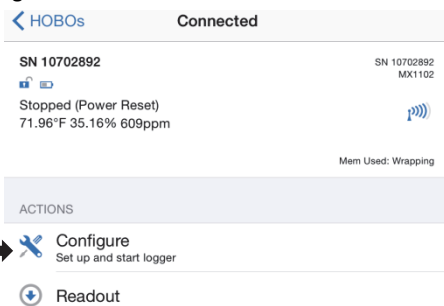 HOBOs
Connected
SN 10702892
SN 10702892
MX1102
Stopped (Power Reset)
71.96°F 35.16% 609ppm
Mem Used: Wrapping
ACTIONS
Configure
Set up and start logger
Readout